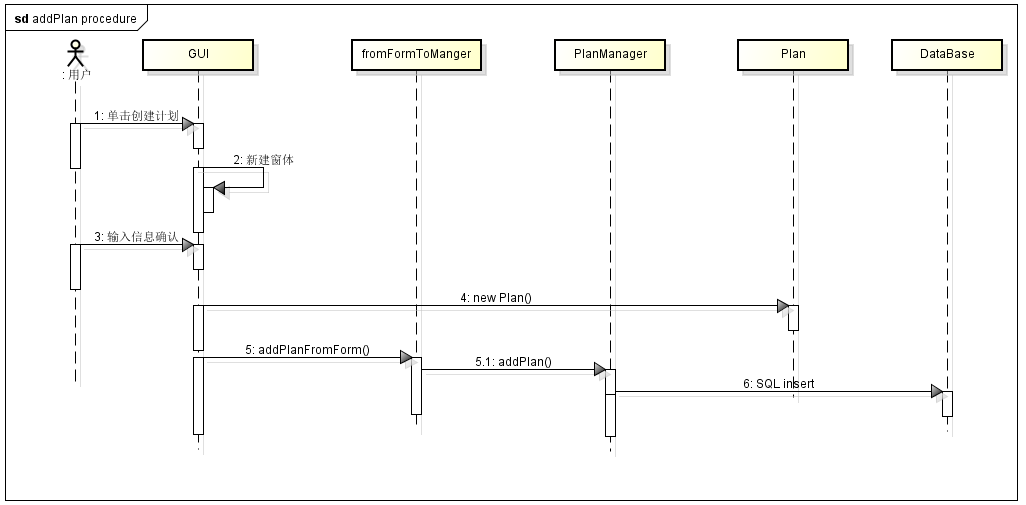 sd addPlan procedure
: 用户
GUI
fromFormToManger
PlanManager
Plan
DataBase
1: 单击创建计划
2: 新建窗体
3: 输入信息确认
4: new Plan()
5: addPlanFromForm()
5.1: addPlan()
6: SQL insert